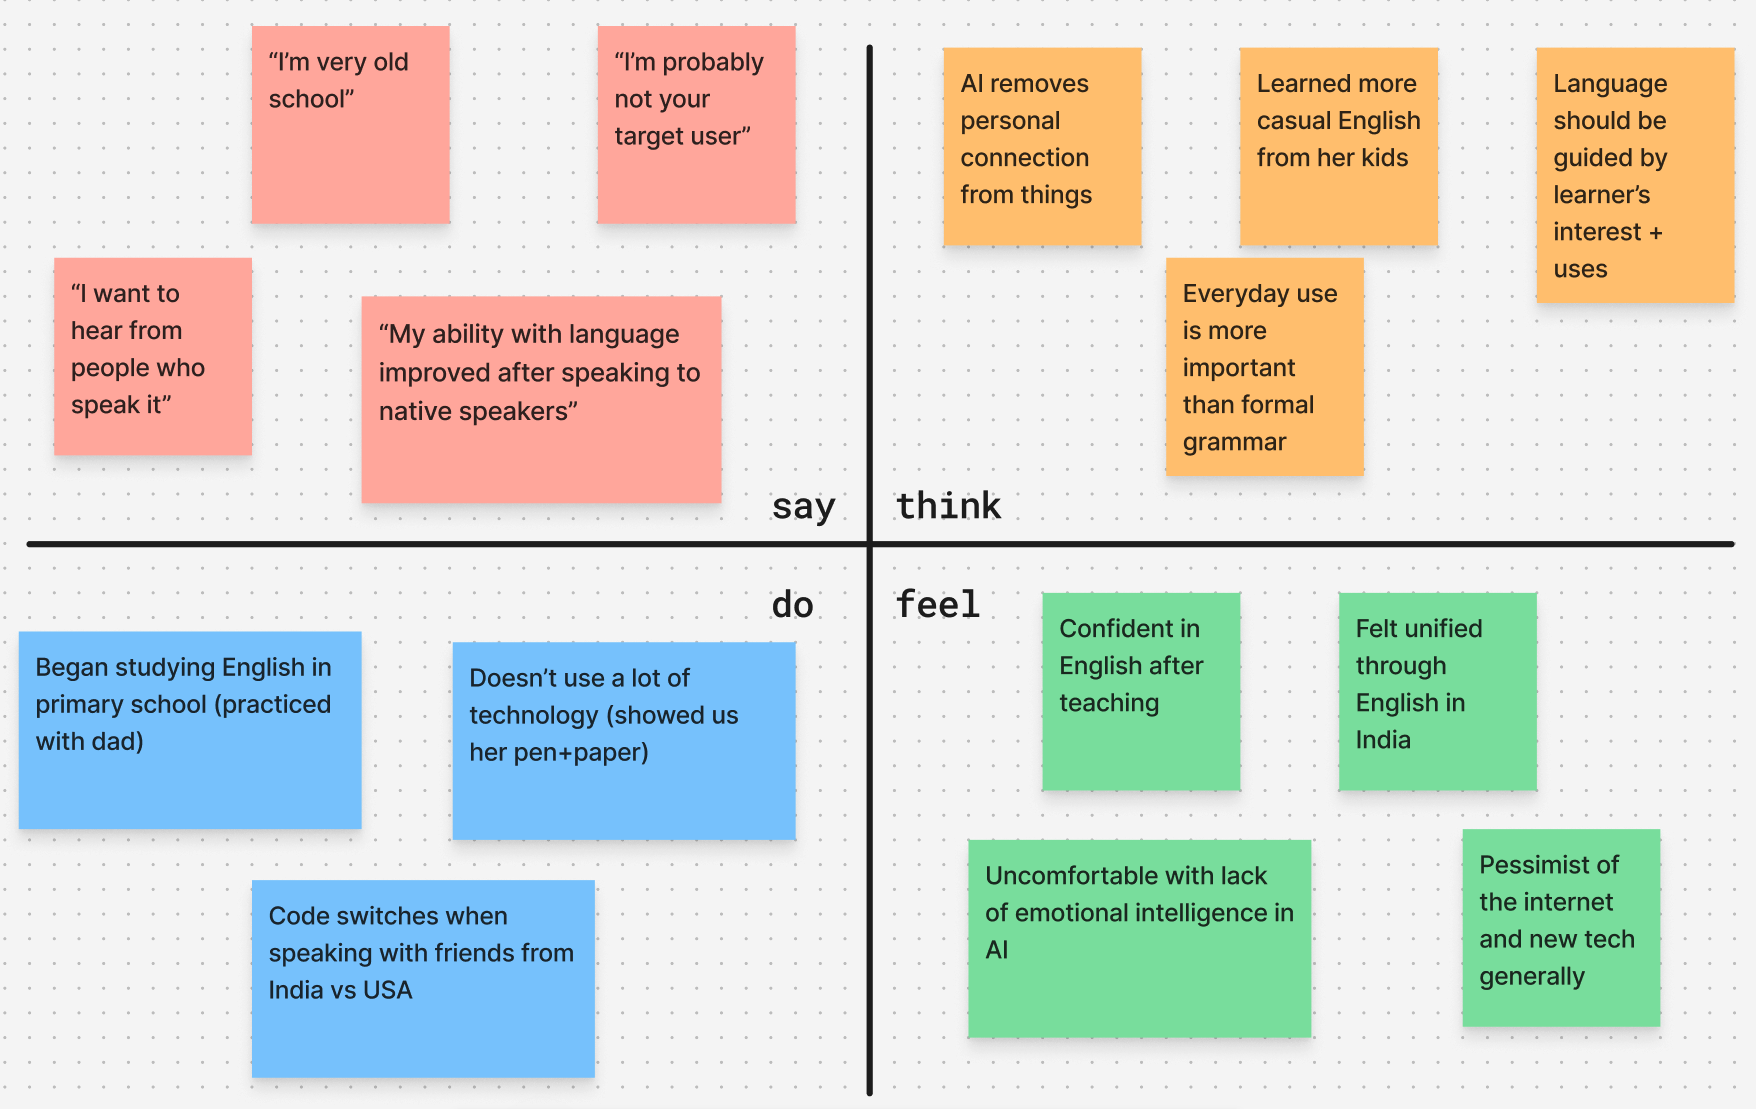 “I’m very old
school”
“I’m probably
not your
target user”
“I want to
hear from
people who
speak it”
“My ability with language
improved after speaking to
native speakers”
say
AI removes
personal
connection
from things
Learned more
casual English
from her kids
Language
should be
guided by
learner’s
interest +
uses
Everyday use
is more
important
than formal
grammar
think
do
Began studying English in
primary school (practiced
with dad)
Doesn’t use a lot of
technology (showed us
her pen+paper)
Code switches when
speaking with friends from
India vs USA
feel
Confident in
English after
teaching
Felt unified
through
English in
India
Uncomfortable with lack
of emotional intelligence in
AI
Pessimist of
the internet
and new tech
generally